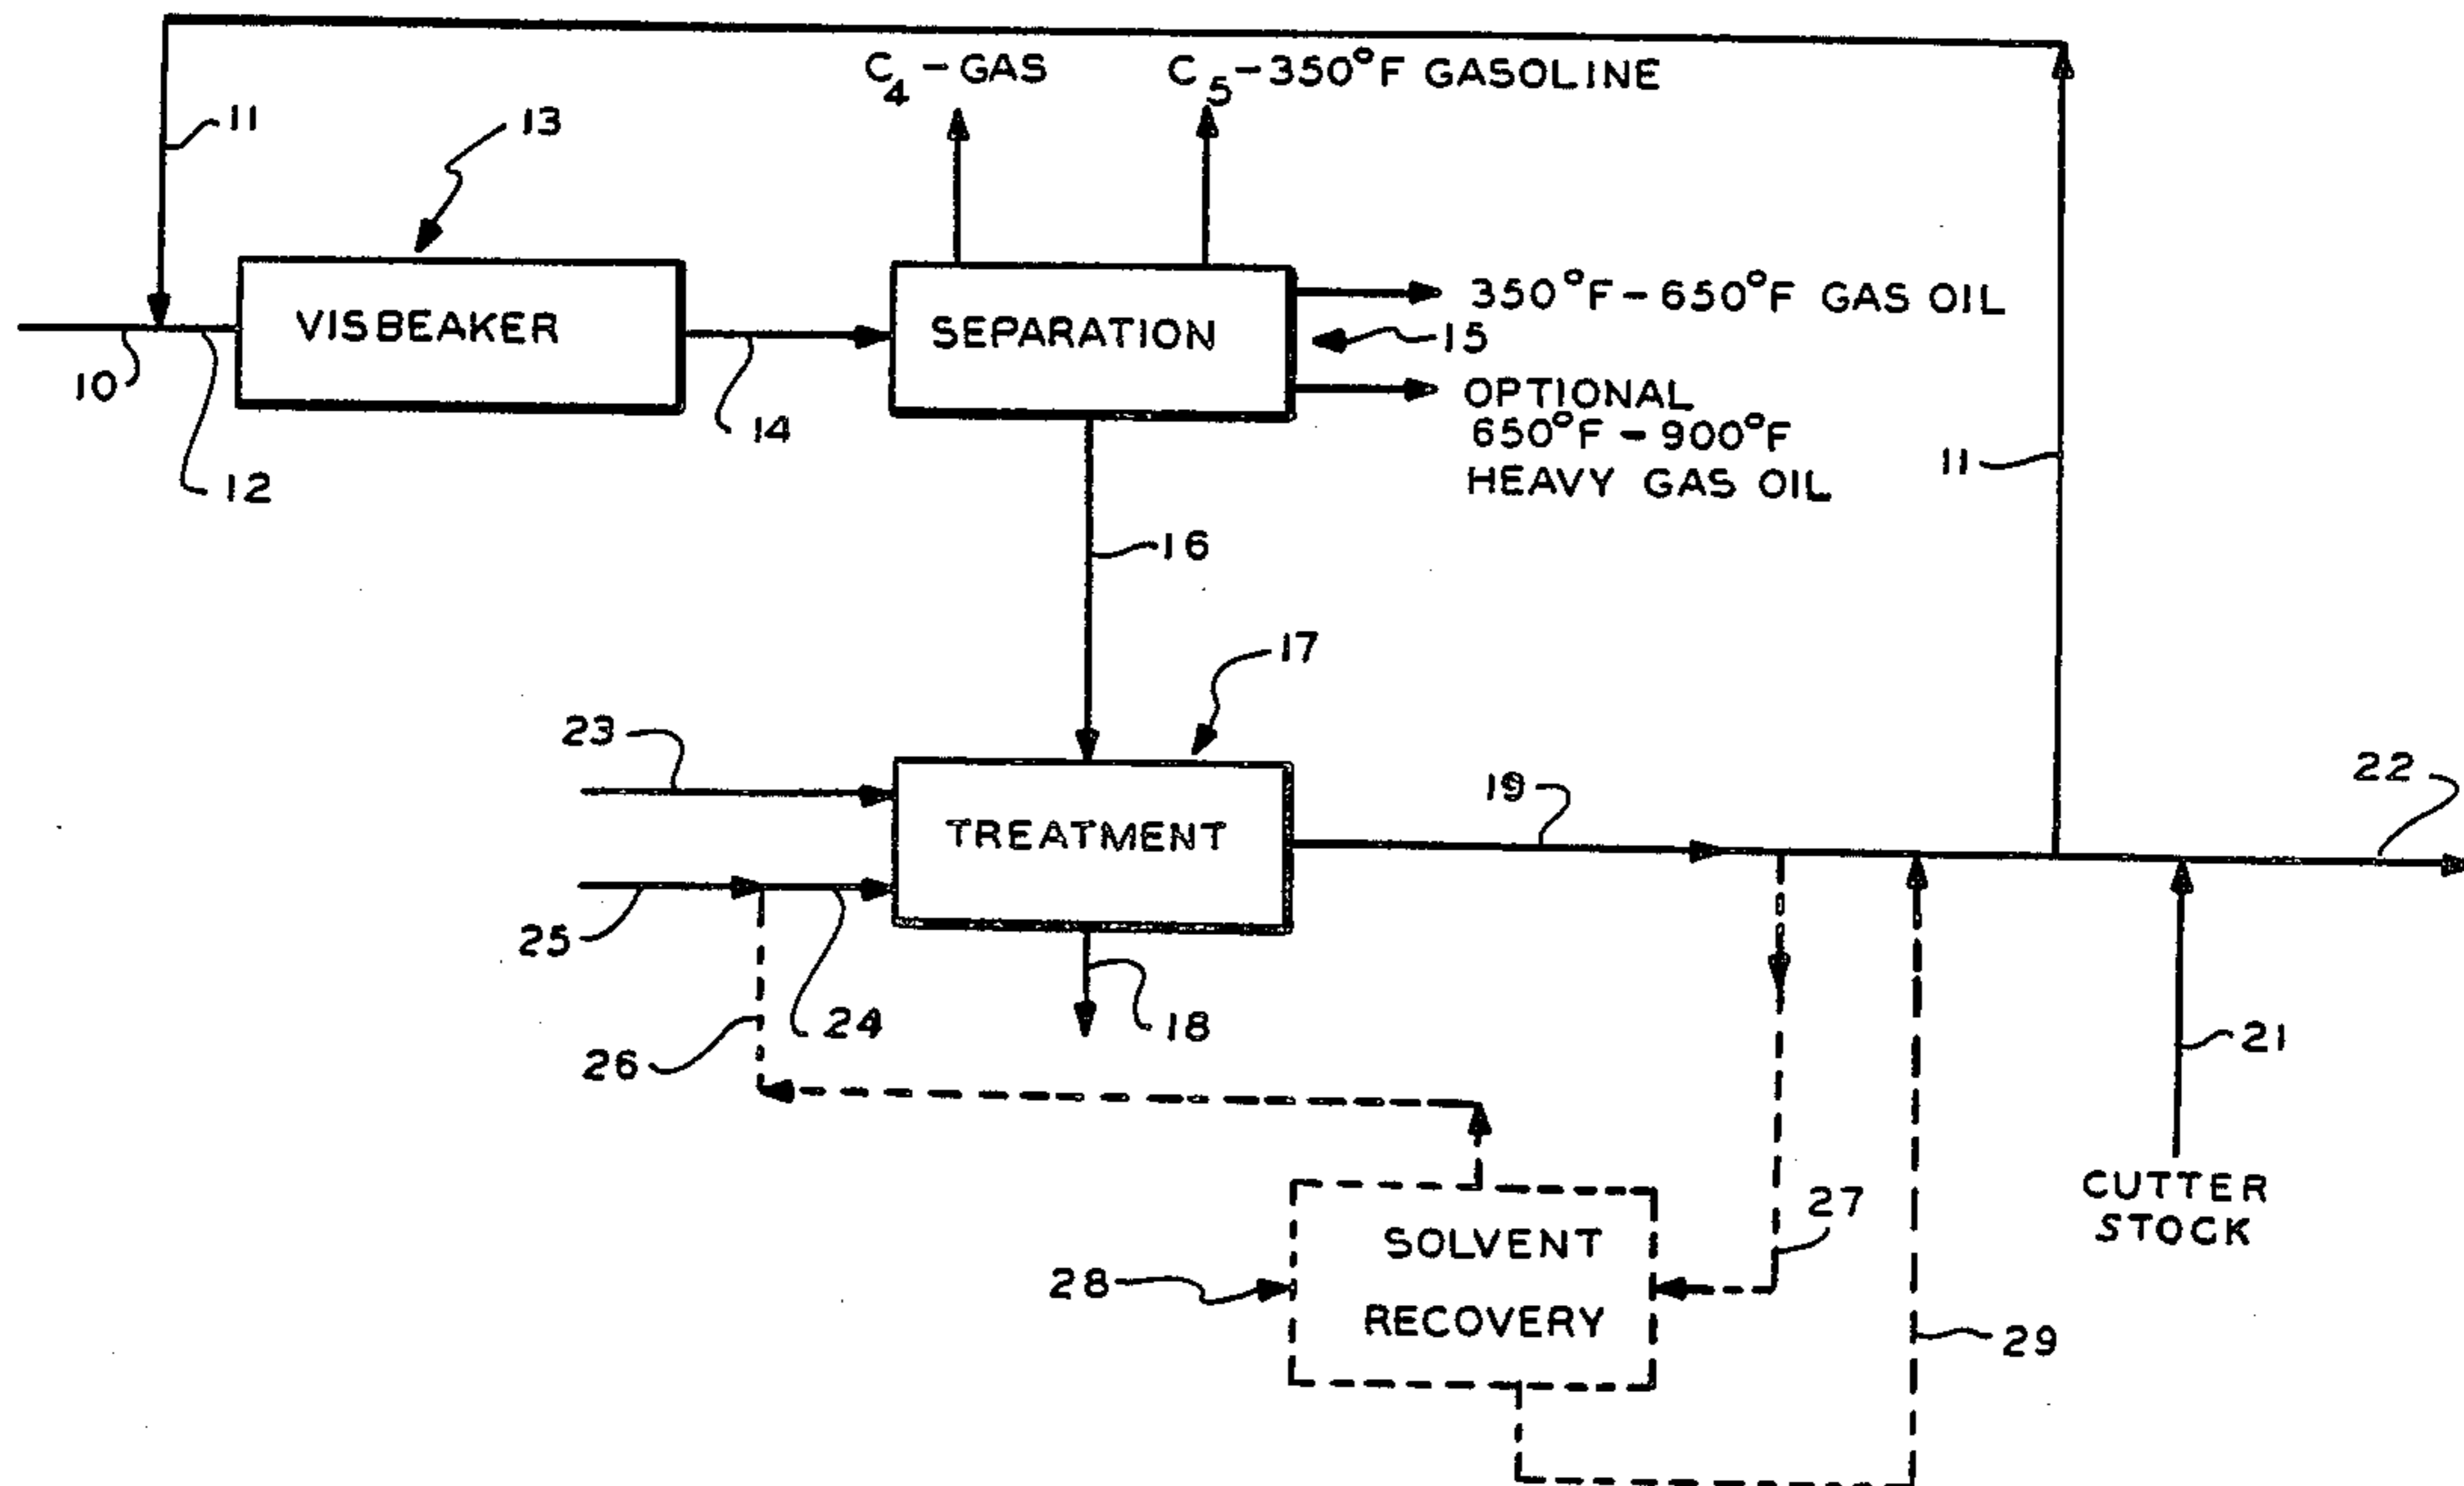 C4 - GAS
C5 - 350°F GASOLINE
11
13
VISBEAKER
SEPARATION
350°F - 650°F GAS OIL
15
10
OPTIONAL
650°F - 900°F
HEAVY GAS OIL
14
12
11
16
17
23
19
22
TREATMENT
25
24
18
26
21
CUTTER
STOCK
27
SOLVENT
RECOVERY
28
29